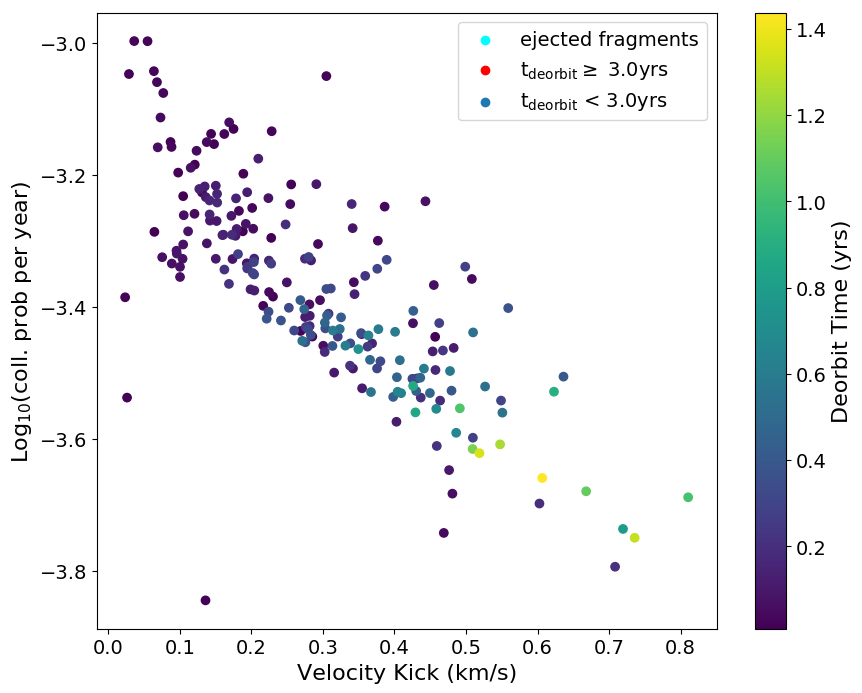 ejected fragments
t_deorbit ≥ 3.0yrs
t_deorbit < 3.0yrs
Log₁₀(coll. prob per year)
−3.0
−3.2
−3.4
−3.6
−3.8
0.0 0.1 0.2 0.3 0.4 0.5 0.6 0.7 0.8
Velocity Kick (km/s)
1.4
1.2
1.0
0.8
0.6
0.4
0.2
Deorbit Time (yrs)